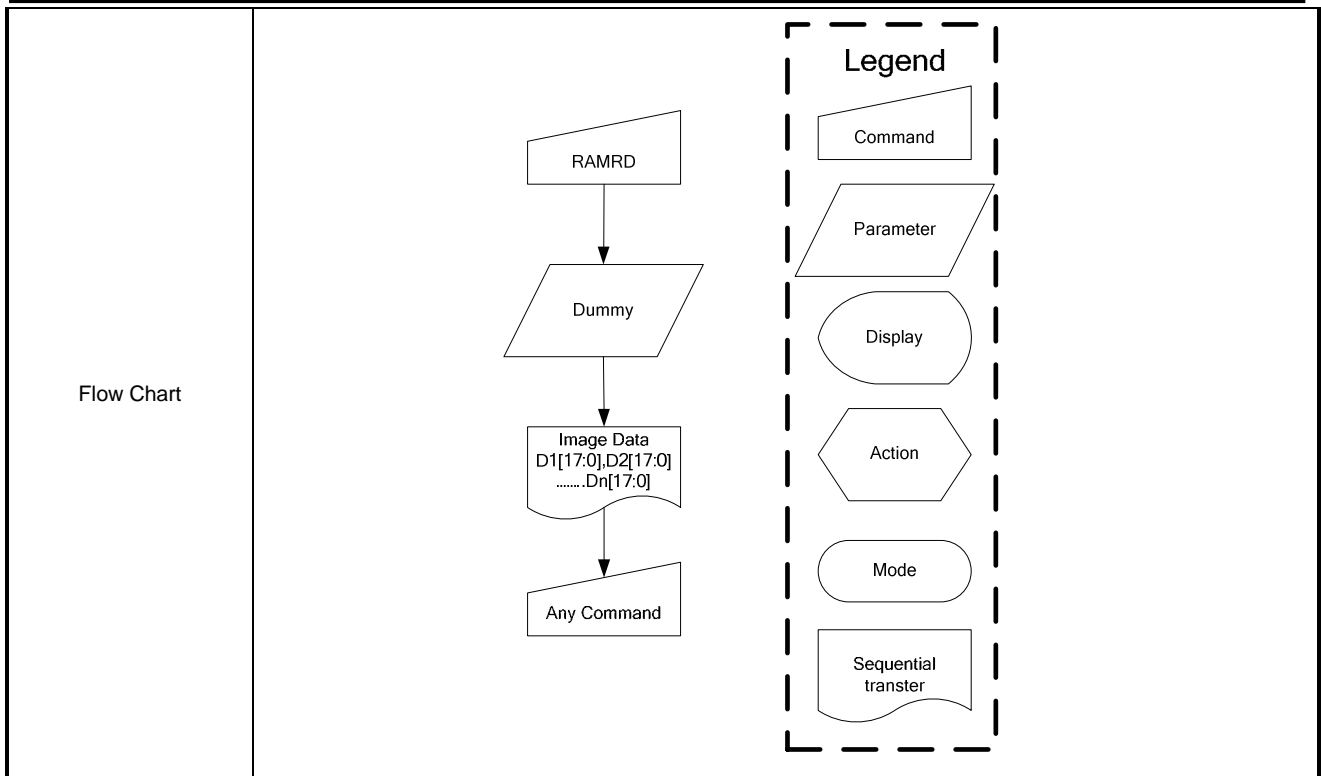 Flow Chart
RAMRD
Dummy
Image Data
D1[17:0],D2[17:0]
........Dn[17:0]
Any Command
Legend
Command
Parameter
Display
Action
Mode
Sequential
transter